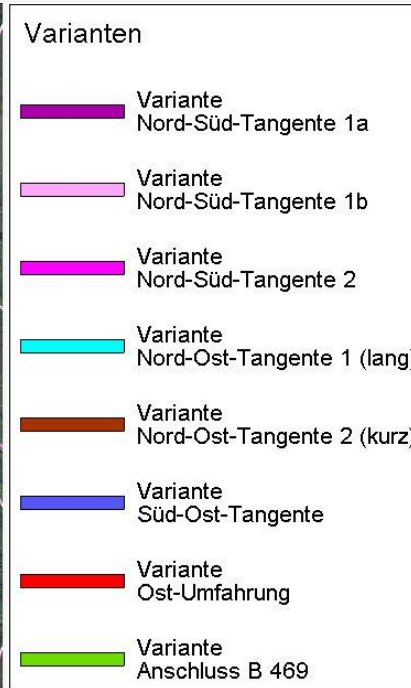 Varianten
Variante
Nord-Süd-Tangente 1a
Variante
Nord-Süd-Tangente 1b
Variante
Nord-Süd-Tangente 2
Variante
Nord-Ost-Tangente 1 (lang)
Variante
Nord-Ost-Tangente 2 (kurz)
Variante
Süd-Ost-Tangente
Variante
Ost-Umfahrung
Variante
Anschluss B 469